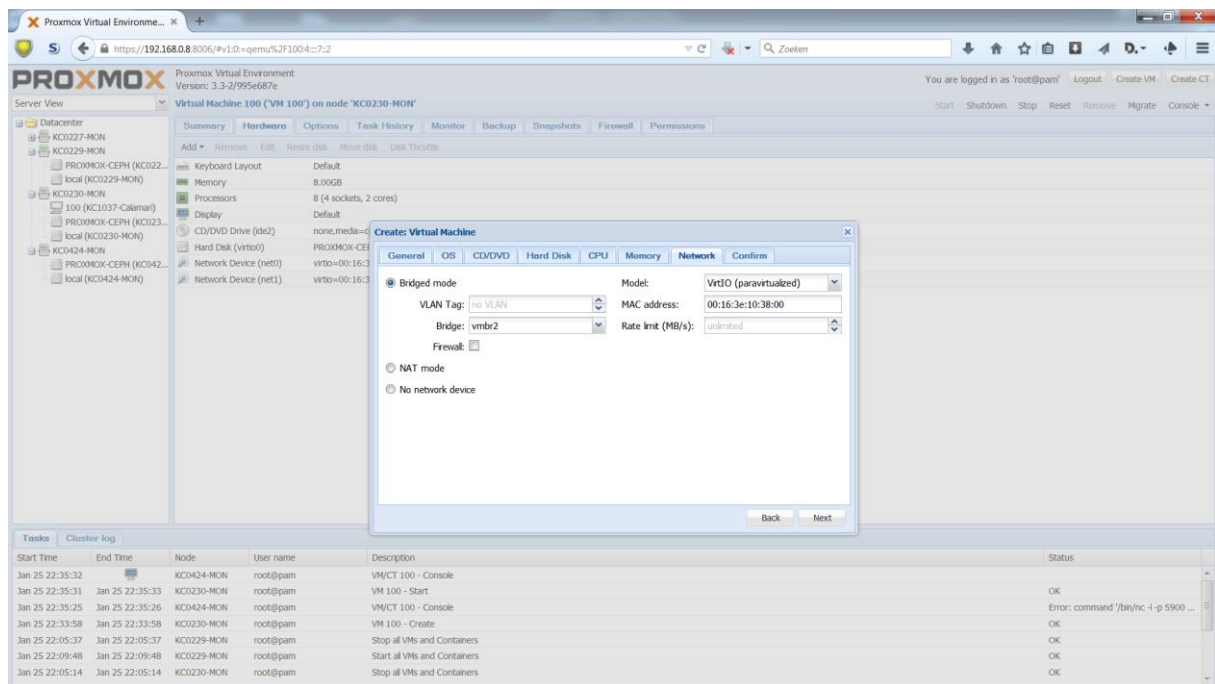 Proxmox Virtual Environme... × +
https://192.168.0.8:8006/#v1:0:=qemu%2F100:4:::7::2
Zoeken
PROXMOX
Proxmox Virtual Environment
Version: 3.3-2/995e687e
You are logged in as 'root@pam' Logout Create VM Create CT
Server View
Virtual Machine 100 ('VM 100') on node 'KC0230-MON'
Start Shutdown Stop Reset Remove Migrate Console
Datacenter
KC0227-MON
KC0229-MON
PROXMOX-CEPH (KC022...
local (KC0229-MON)
KC0230-MON
100 (KC1037-Calamari)
PROXMOX-CEPH (KC023...
local (KC0230-MON)
KC0424-MON
PROXMOX-CEPH (KC042...
local (KC0424-MON)
Summary Hardware Options Task History Monitor Backup Snapshots Firewall Permissions
Add Remove Edit Resize disk Move disk Disk Throttle
Keyboard Layout Default
Memory 8.00GB
Processors 8 (4 sockets, 2 cores)
Display Default
CD/DVD Drive (ide2) none,media=c
Hard Disk (virtio0) PROXMOX-CE
Network Device (net0) virtio=00:16:3
Network Device (net1) virtio=00:16:3
Create: Virtual Machine
General OS CD/DVD Hard Disk CPU Memory Network Confirm
Bridged mode Model: VirtIO (paravirtualized)
VLAN Tag: no VLAN MAC address: 00:16:3e:10:38:00
Bridge: vmbr2 Rate limit (MB/s): unlimited
Firewall:
NAT mode
No network device
Back Next
Tasks Cluster log
Start Time End Time Node User name Description Status
Jan 25 22:35:32 KC0424-MON root@pam VM/CT 100 - Console
Jan 25 22:35:31 Jan 25 22:35:33 KC0230-MON root@pam VM 100 - Start OK
Jan 25 22:35:25 Jan 25 22:35:26 KC0424-MON root@pam VM/CT 100 - Console Error: command '/bin/nc -l -p 5900 ...
Jan 25 22:33:58 Jan 25 22:33:58 KC0230-MON root@pam VM 100 - Create OK
Jan 25 22:05:37 Jan 25 22:05:37 KC0229-MON root@pam Stop all VMs and Containers OK
Jan 25 22:09:48 Jan 25 22:09:48 KC0229-MON root@pam Start all VMs and Containers OK
Jan 25 22:05:14 Jan 25 22:05:14 KC0230-MON root@pam Stop all VMs and Containers OK